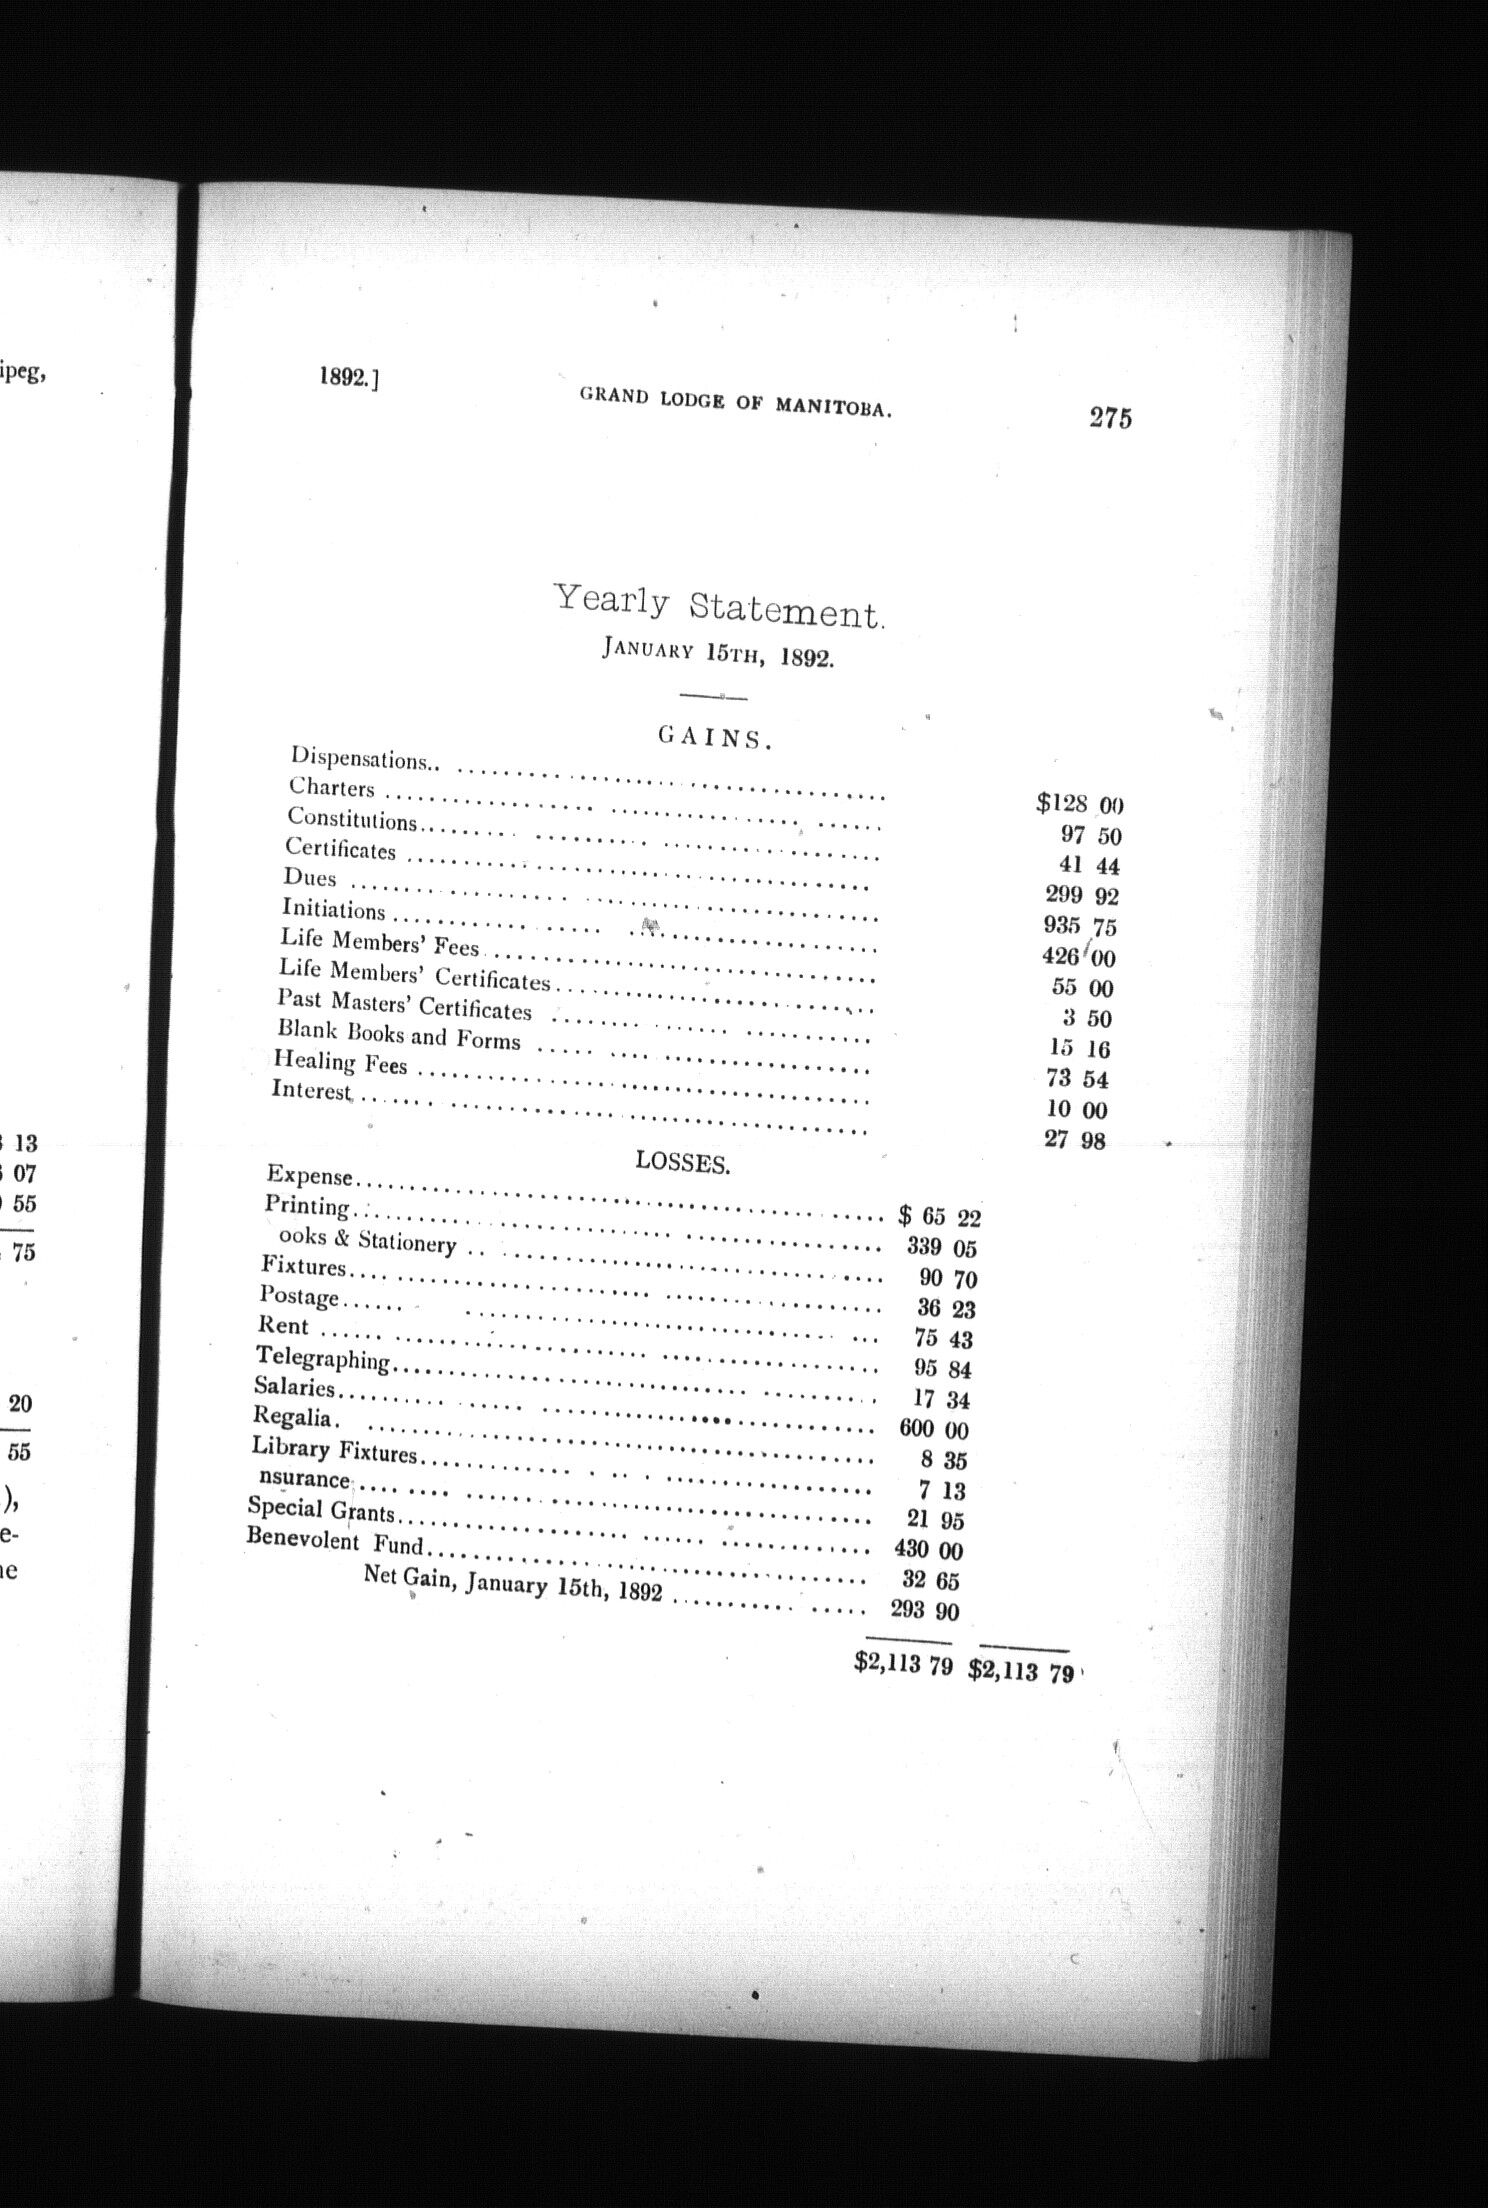 ipeg,
13
07
55
75
20
55
),
e-
1892.]
GRAND LODGE OF MANITOBA.
275
Yearly Statement.
JANUARY 15TH, 1892.
GAINS.
Dispensations.. .......... $128 00
Charters .......... 97 50
Constitutions.......... 41 44
Certificates .......... 299 92
Dues .......... 935 75
Initiations .......... 426 00
Life Members' Fees .......... 55 00
Life Members' Certificates.......... 3 50
Past Masters' Certificates .......... 15 16
Blank Books and Forms .......... 73 54
Healing Fees .......... 10 00
Interest.......... 27 98
LOSSES.
Expense.......... $ 65 22
Printing.......... 339 05
ooks & Stationery .......... 90 70
Fixtures.......... 36 23
Postage.......... 75 43
Rent .......... 95 84
Telegraphing.......... 17 34
Salaries.......... 600 00
Regalia. .......... 8 35
Library Fixtures.......... 7 13
nsurance.......... 21 95
Special Grants.......... 430 00
Benevolent Fund.......... 32 65
Net Gain, January 15th, 1892 .......... 293 90
$2,113 79 $2,113 79